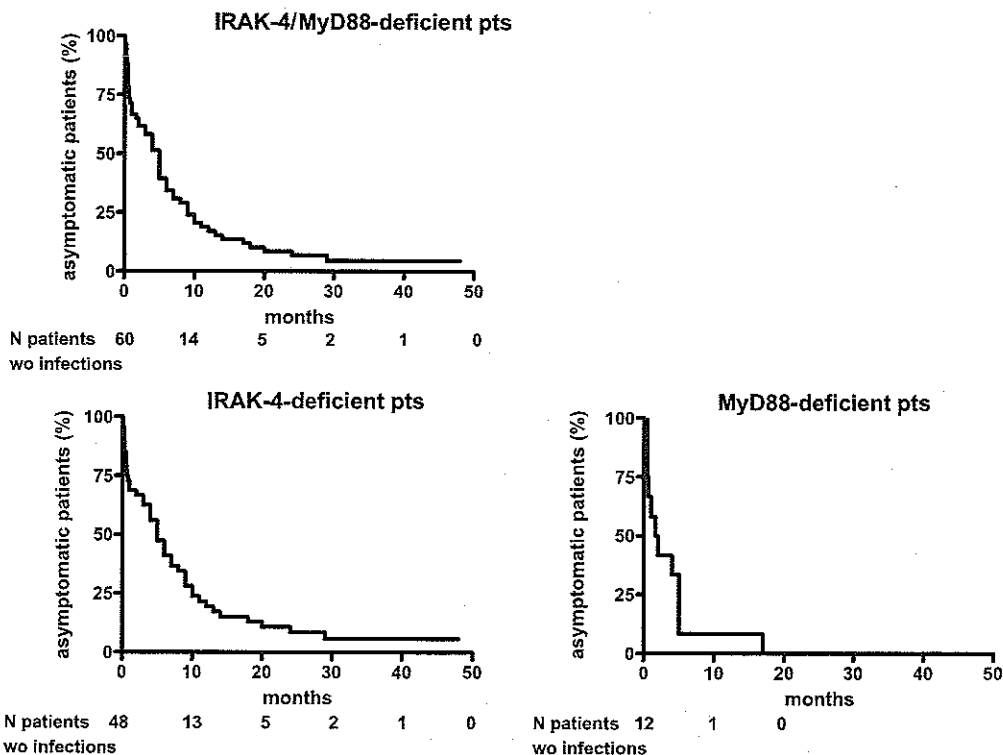 IRAK-4/MyD88-deficient pts
asymptomatic patients (%)
100
75
50
25
0
0 10 20 30 40 50
months
N patients 60 14 5 2 1 0
wo infections
IRAK-4-deficient pts
asymptomatic patients (%)
100
75
50
25
0
0 10 20 30 40 50
months
N patients 48 13 5 2 1 0
wo infections
MyD88-deficient pts
asymptomatic patients (%)
100
75
50
25
0
0 10 20 30 40 50
months
N patients 12 1 0
wo infections